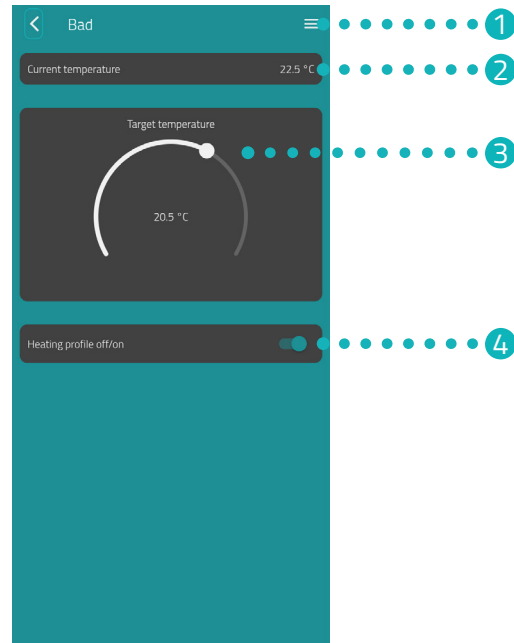 Bad
1
Current temperature 22.5 °C
2
Target temperature
3
20.5 °C
Heating profile off/on
4